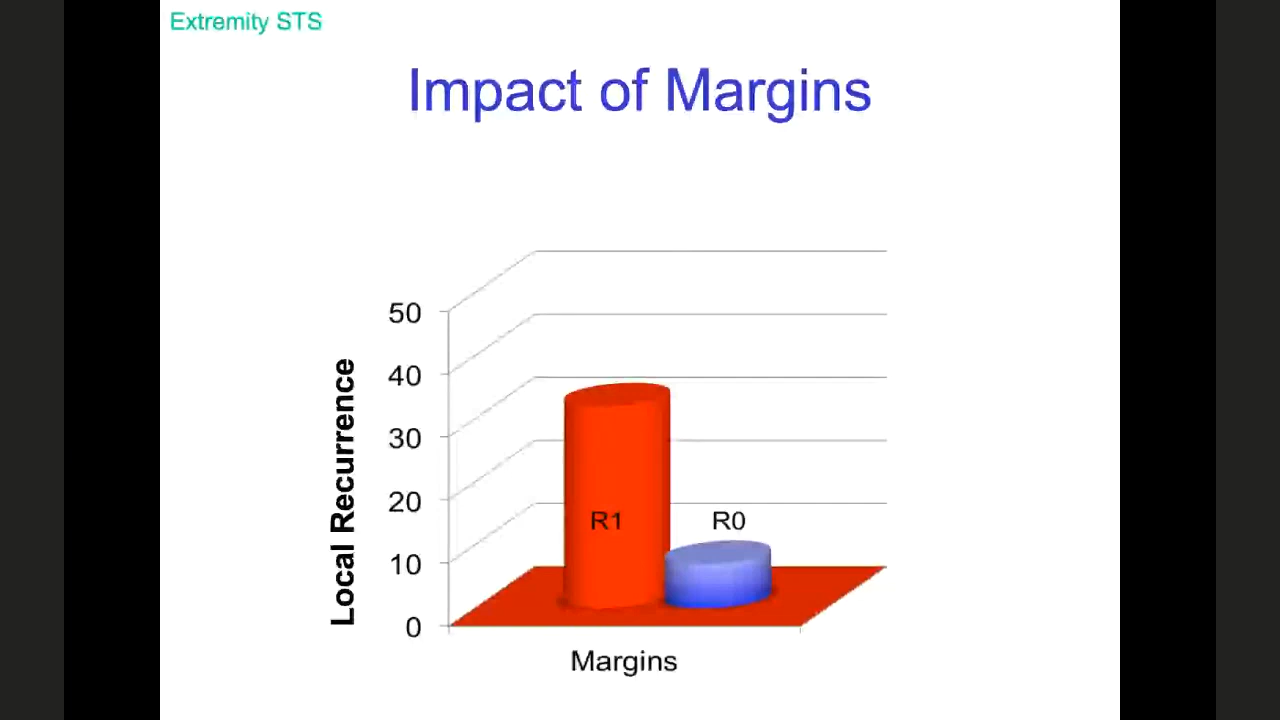 Extremity STS
Impact of Margins
50
40
30
20
10
0
Local Recurrence
R1
R0
Margins